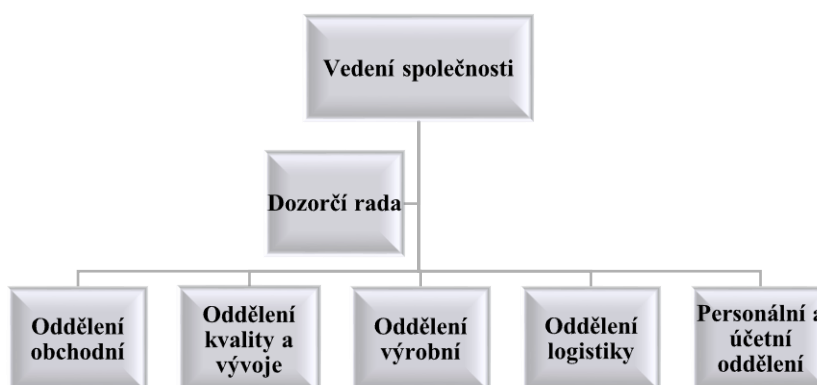 Vedení společnosti
Dozorčí rada
Oddělení
obchodní
Oddělení
kvality a
vývoje
Oddělení
výrobní
Oddělení
logistiky
Personální a
účetní
oddělení